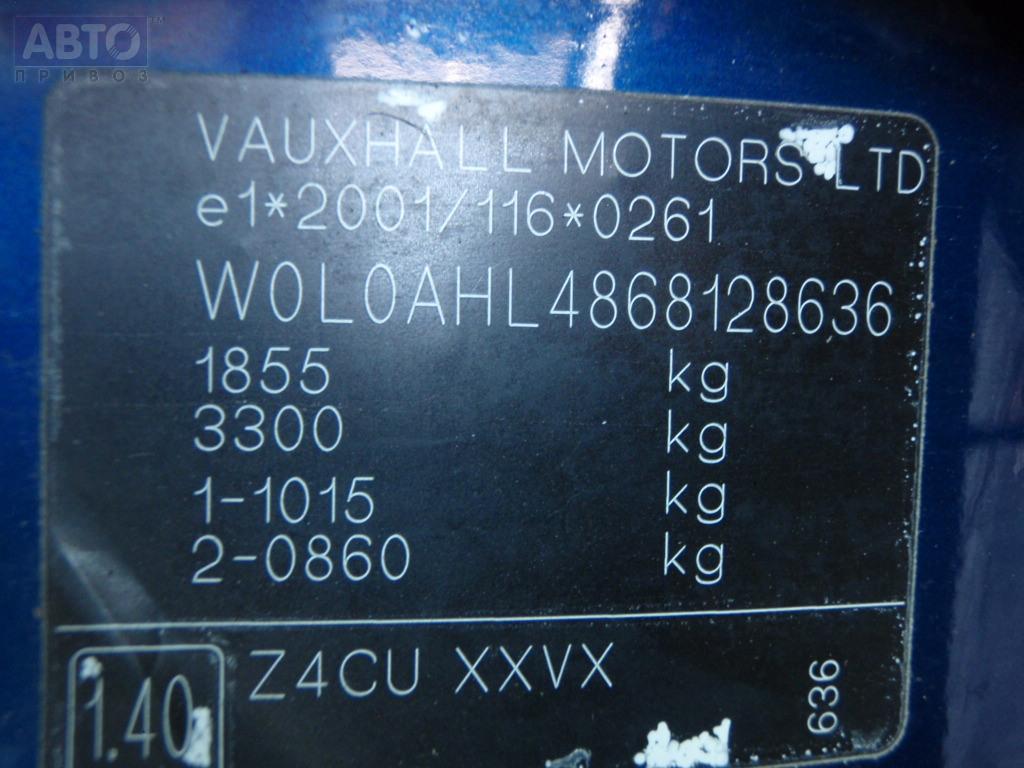 АВТО™
ПРИВОЗ
VAUXHALL MOTORS LTD
e1*2001/116*0261
W0L0AHL4868128636
1855 kg
3300 kg
1-1015 kg
2-0860 kg
1.40 Z4CU XXVX 636